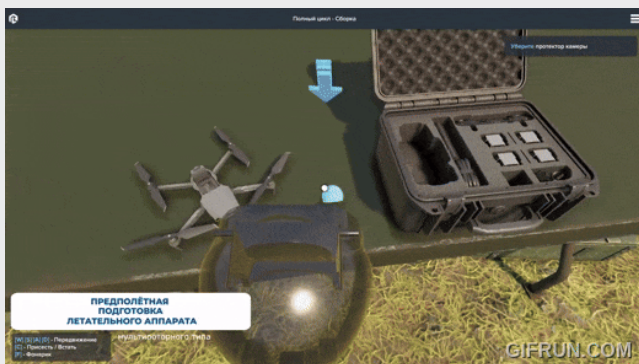 Полный цикл - Сборка
Уберите протектор камеры
ПРЕДПОЛЁТНАЯ
ПОДГОТОВКА
ЛЕТАТЕЛЬНОГО АППАРАТА
мультироторного типа
[W] [S] [A] [D] - Передвижение
[C] - Присесть / Встать
[F] - Фонарик
GIFRUN.COM